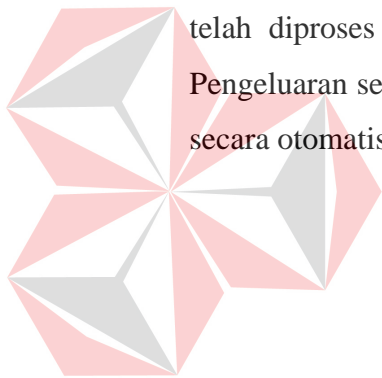 telah diproses
Pengeluaran se
secara otomatis